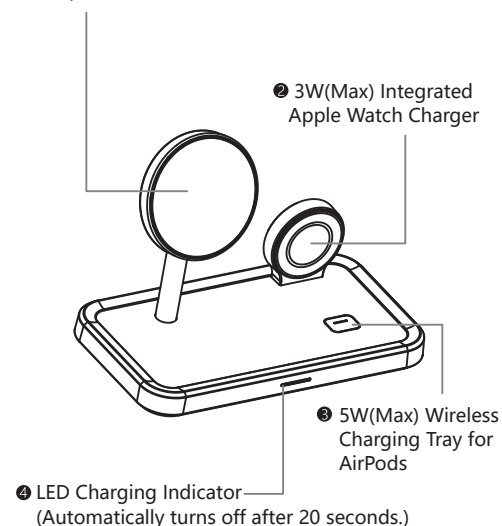 ❷ 3W(Max) Integrated
Apple Watch Charger
❸ 5W(Max) Wireless
Charging Tray for
AirPods
❹ LED Charging Indicator
(Automatically turns off after 20 seconds.)